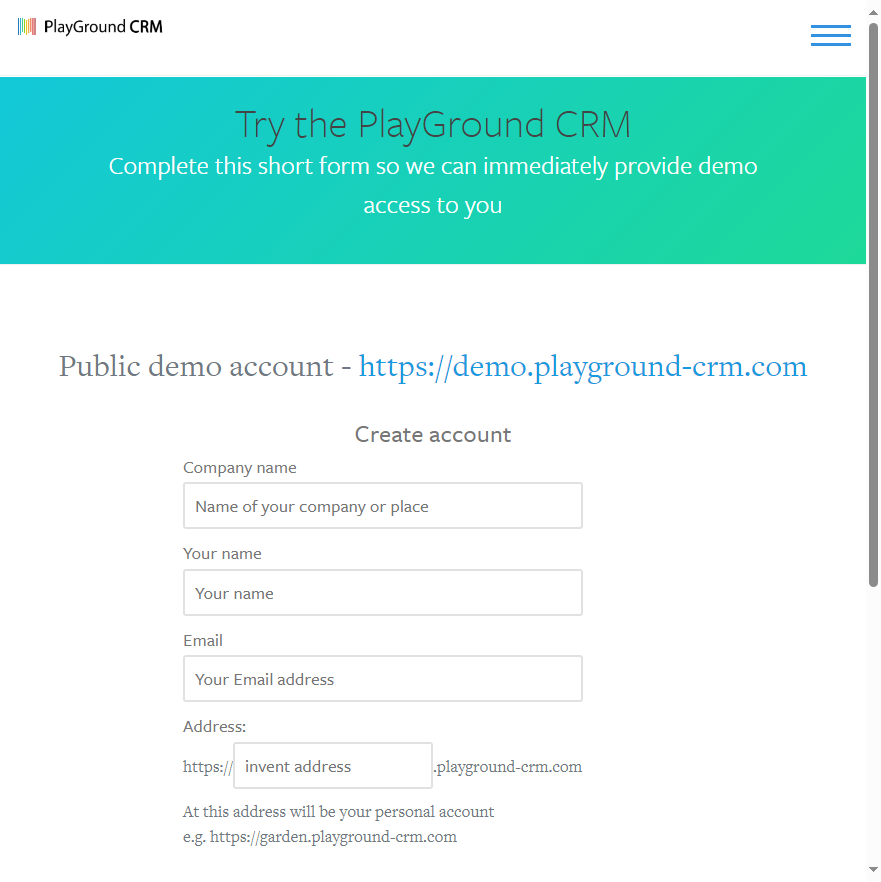 PlayGround CRM
Try the PlayGround CRM
Complete this short form so we can immediately provide demo
access to you
Public demo account - https://demo.playground-crm.com
Create account
Company name
Name of your company or place
Your name
Your name
Email
Your Email address
Address:
https:// invent address .playground-crm.com
At this address will be your personal account
e.g. https://garden.playground-crm.com